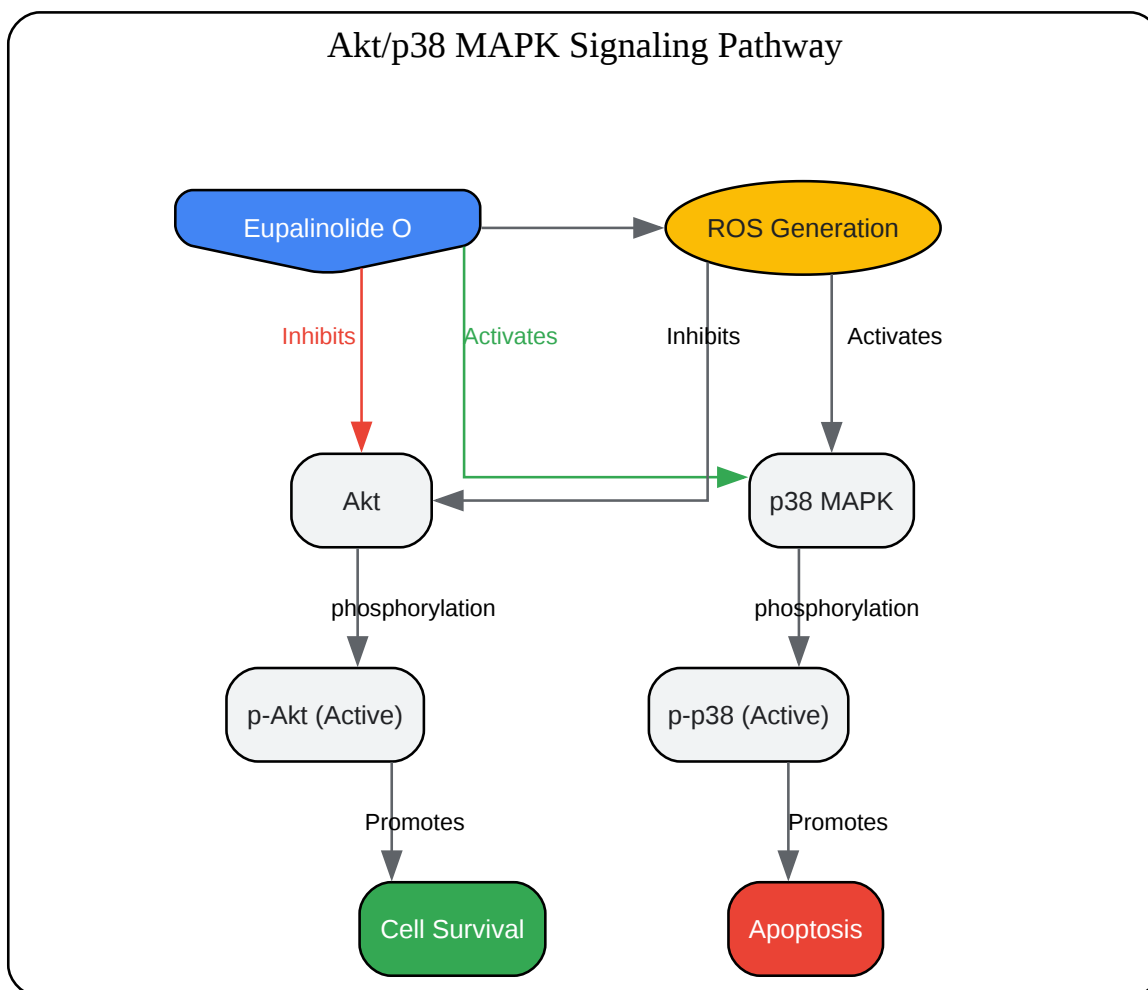 Akt/p38 MAPK Signaling Pathway
Eupalinolide O
ROS Generation
Inhibits
Activates
Inhibits
Activates
Akt
p38 MAPK
phosphorylation
phosphorylation
p-Akt (Active)
p-p38 (Active)
Promotes
Promotes
Cell Survival
Apoptosis